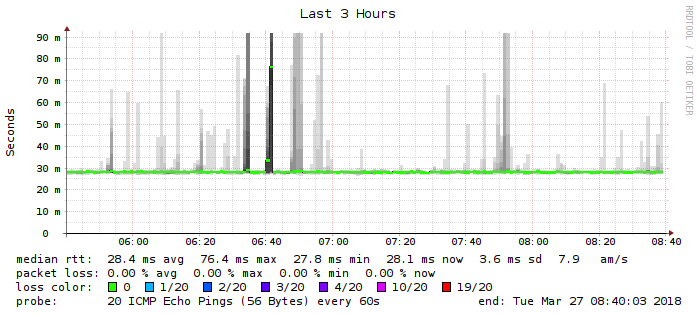 Last 3 Hours
RRDTOOL / TOBI OETIKER
Seconds
90 m
80 m
70 m
60 m
50 m
40 m
30 m
20 m
10 m
0
06:00 06:20 06:40 07:00 07:20 07:40 08:00 08:20 08:40
median rtt: 28.4 ms avg 76.4 ms max 27.8 ms min 28.1 ms now 3.6 ms sd 7.9 am/s
packet loss: 0.00 % avg 0.00 % max 0.00 % min 0.00 % now
loss color: 0 1/20 2/20 3/20 4/20 10/20 19/20
probe: 20 ICMP Echo Pings (56 Bytes) every 60s end: Tue Mar 27 08:40:03 2018